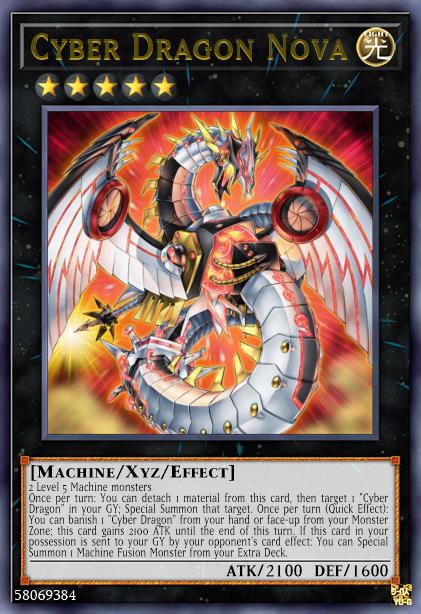 CYBER DRAGON NOVA
LIGHT
光
[MACHINE/XYZ/EFFECT]
2 Level 5 Machine monsters
Once per turn: You can detach 1 material from this card, then target 1 "Cyber
Dragon" in your GY; Special Summon that target. Once per turn (Quick Effect):
You can banish 1 "Cyber Dragon" from your hand or face-up from your Monster
Zone; this card gains 2100 ATK until the end of this turn. If this card in your
possession is sent to your GY by your opponent's card effect: You can Special
Summon 1 Machine Fusion Monster from your Extra Deck.
ATK/2100 DEF/1600
58069384